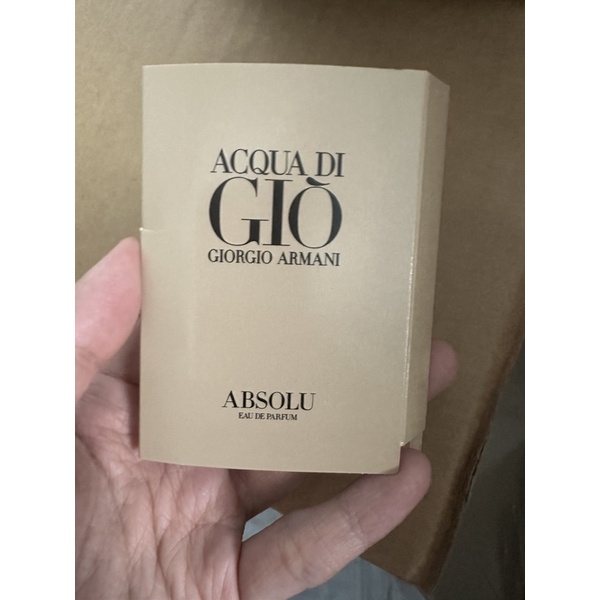 ACQUA DI
GIÒ
GIORGIO ARMANI
ABSOLU
EAU DE PARFUM